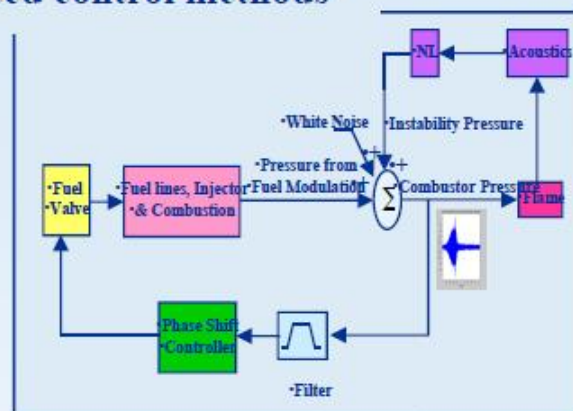 control methods
•NL
•Acoustics
•White Noise
•Instability Pressure
•+
•+
•Pressure from
•Fuel Modulation
+
•Combustor Pressure
•Fuel
•Valve
•Fuel lines, Injector
•& Combustion
Σ
•Flame
•Phase Shift
•Controller
•Filter